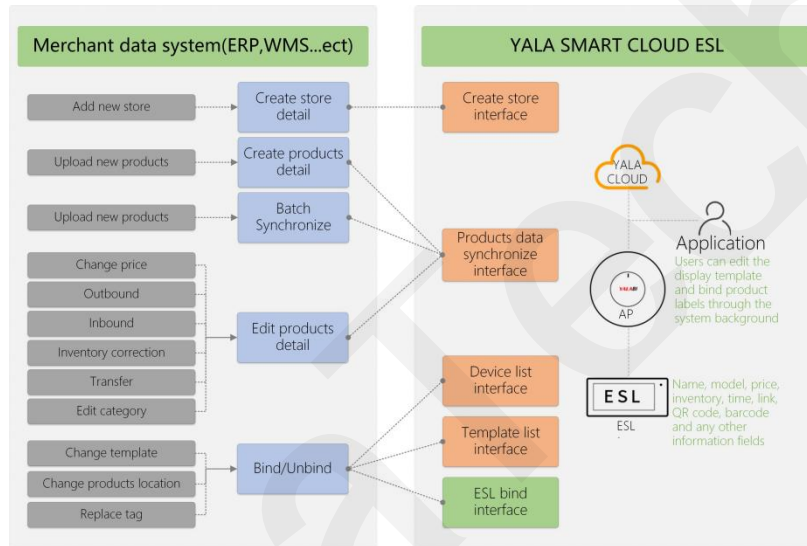 Merchant data system(ERP,WMS...ect)
Add new store
Create store
detail
Upload new products
Create products
detail
Upload new products
Batch
Synchronize
Change price
Outbound
Inbound
Inventory correction
Transfer
Edit category
Edit products
detail
Change template
Change products location
Replace tag
Bind/Unbind
YALA SMART CLOUD ESL
Create store
interface
Products data
synchronize
interface
Device list
interface
Template list
interface
ESL bind
interface
YALA
CLOUD
Application
Users can edit the
display template
and bind product
labels through the
system background
YALA
AP
ESL
ESL
Name, model, price,
inventory, time, link,
QR code, barcode
and any other
information fields